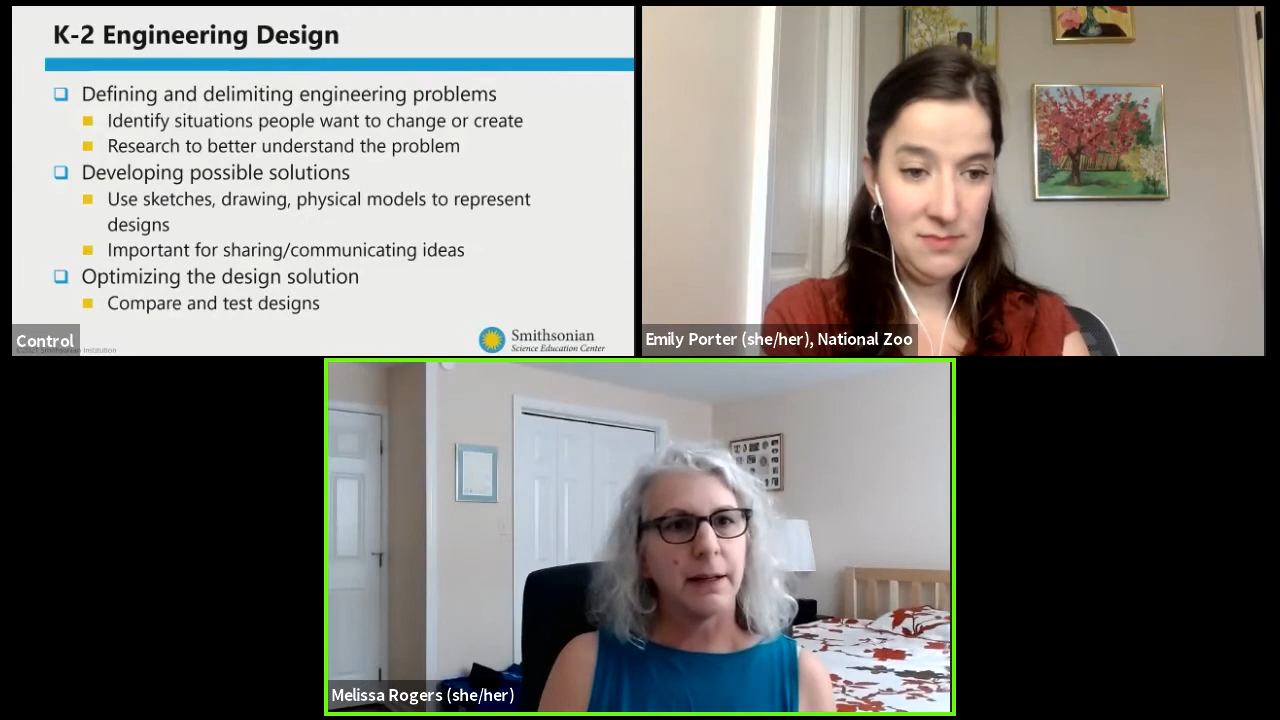 K-2 Engineering Design
Defining and delimiting engineering problems
Identify situations people want to change or create
Research to better understand the problem
Developing possible solutions
Use sketches, drawing, physical models to represent
designs
Important for sharing/communicating ideas
Optimizing the design solution
Compare and test designs
Smithsonian
Science Education Center
Control
Smithsonian Institution
Emily Porter (she/her), National Zoo
Melissa Rogers (she/her)